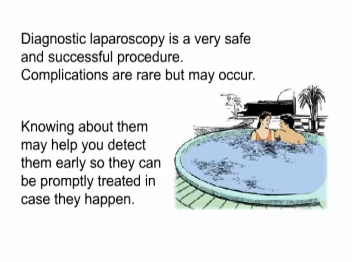 Diagnostic laparoscopy is a very safe
and successful procedure.
Complications are rare but may occur.
Knowing about them
may help you detect
them early so they can
be promptly treated in
case they happen.